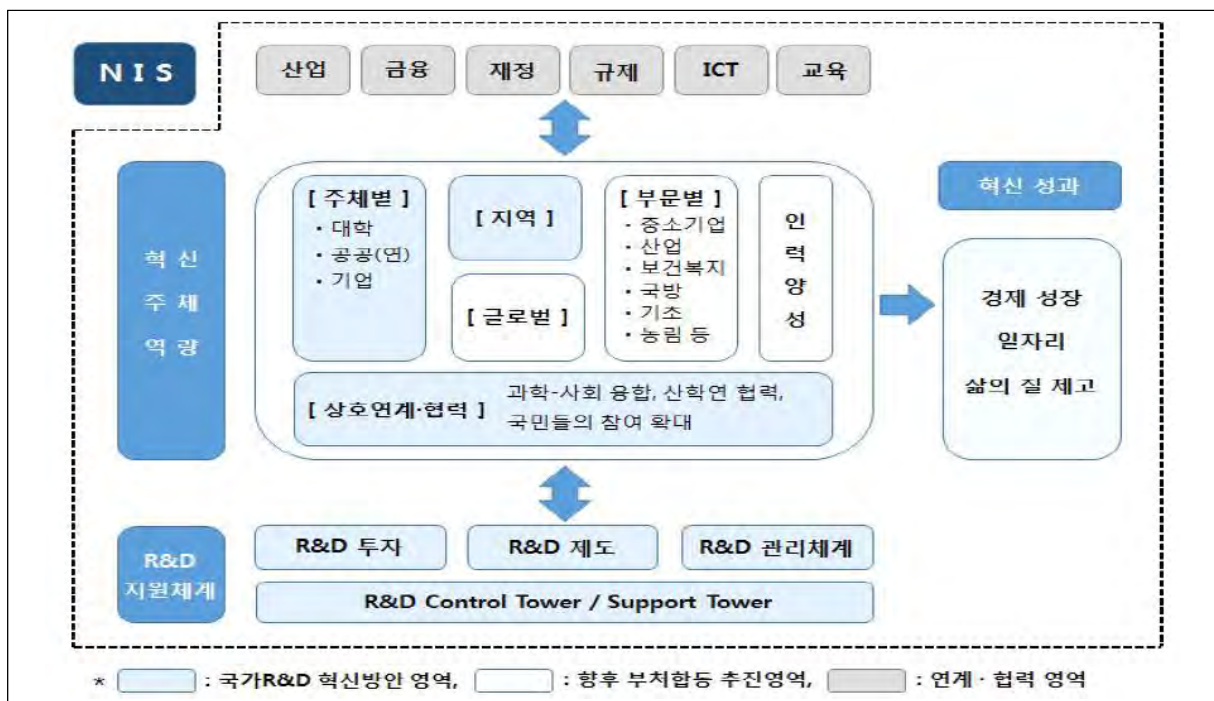 NIS
산업 금융 재정 규제 ICT 교육
혁신
주체
역량
[ 주체별 ]
· 대학
· 공공(연)
· 기업
[ 지역 ]
[ 글로벌 ]
[ 부문별 ]
· 중소기업
· 산업
· 보건복지
· 국방
· 기초
· 농림 등
인
력
양
성
[ 상호연계·협력 ]
과학-사회 융합, 산학연 협력,
국민들의 참여 확대
혁신 성과
경제 성장
일자리
삶의 질 제고
R&D
지원체계
R&D 투자 R&D 제도 R&D 관리체계
R&D Control Tower / Support Tower
* : 국가R&D 혁신방안 영역, : 향후 부처합동 추진영역, : 연계·협력 영역